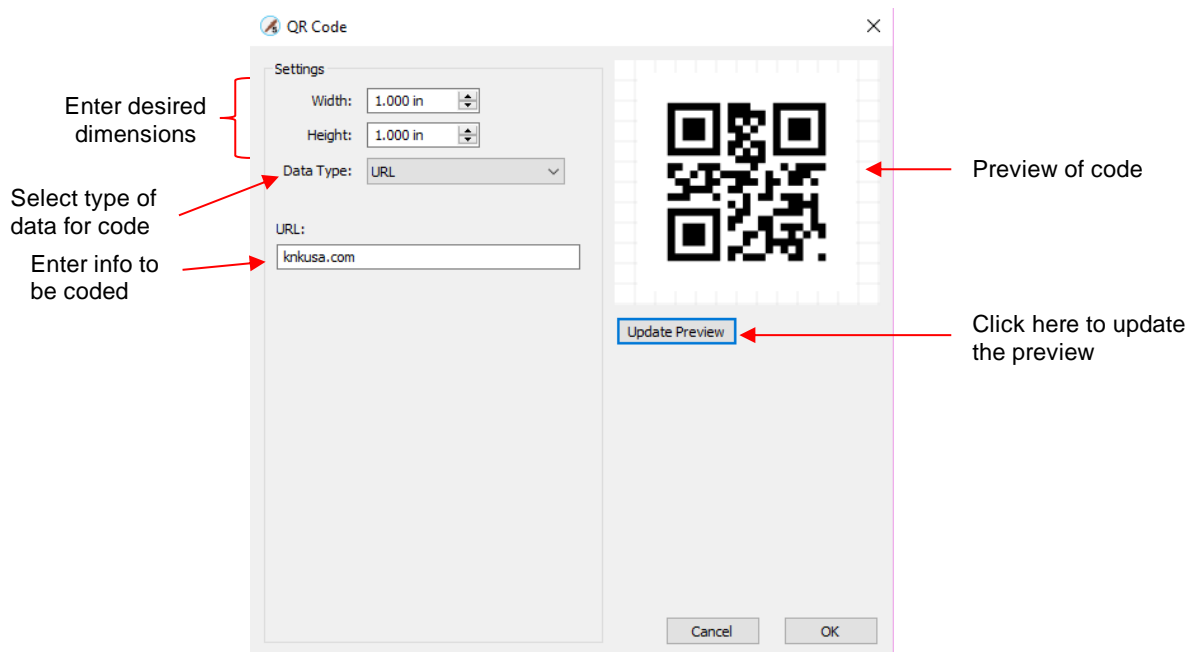 QR Code
Settings
Enter desired
dimensions
Width: 1.000 in
Height: 1.000 in
Data Type: URL
Preview of code
Select type of
data for code
URL:
Enter info to
be coded
knkusa.com
Update Preview
Click here to update
the preview
Cancel OK